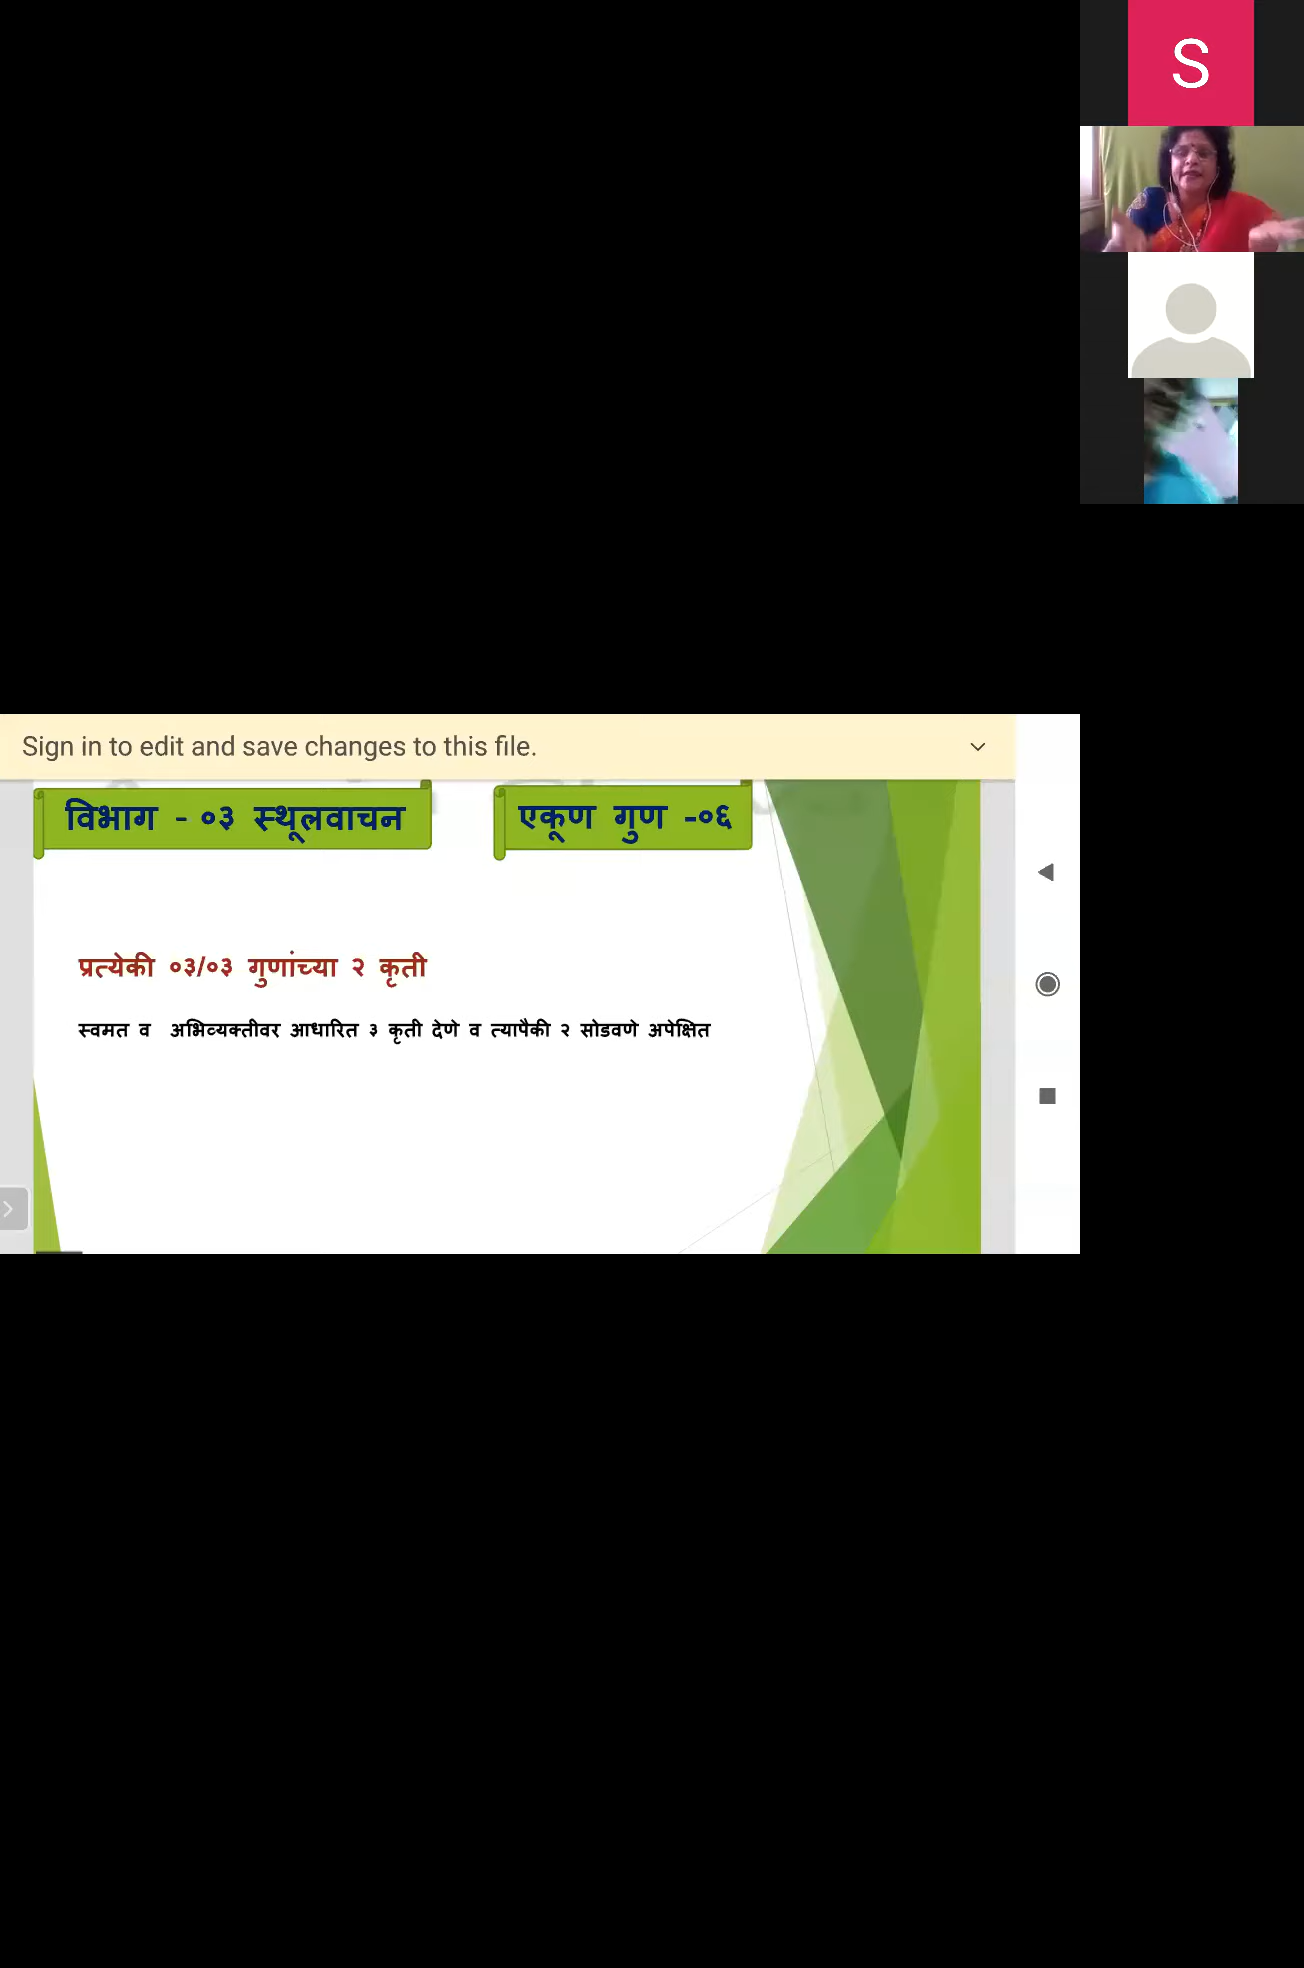 S
Sign in to edit and save changes to this file.
विभाग - ०३ स्थूलवाचन
एकूण गुण -०६
प्रत्येकी ०३/०३ गुणांच्या २ कृती
स्वमत व अभिव्यक्तीवर आधारित ३ कृती देणे व त्यापैकी २ सोडवणे अपेक्षित